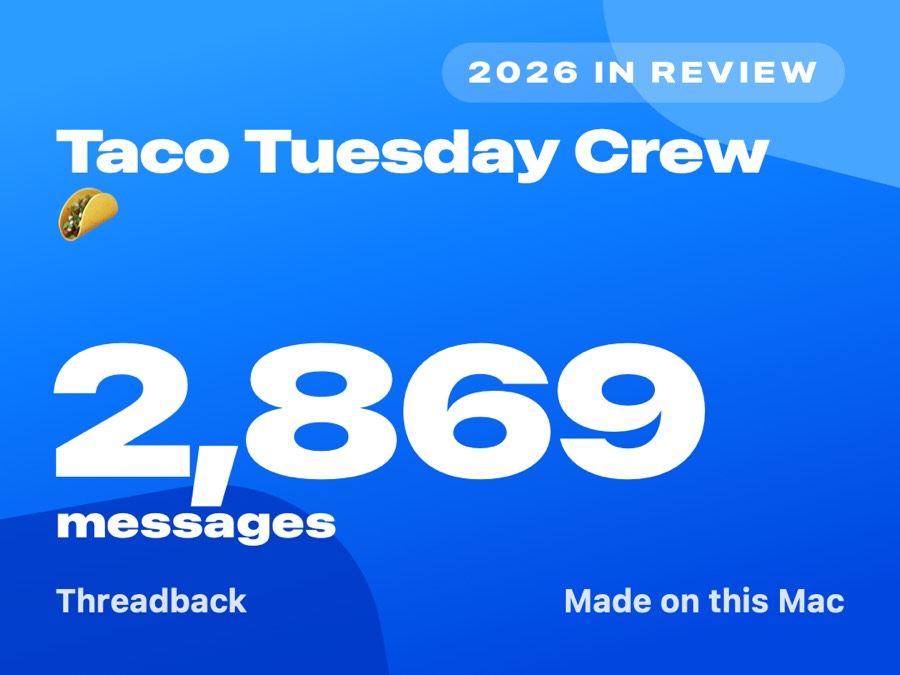 2026 IN REVIEW
Taco Tuesday Crew
🌮
2,869
messages
Threadback
Made on this Mac